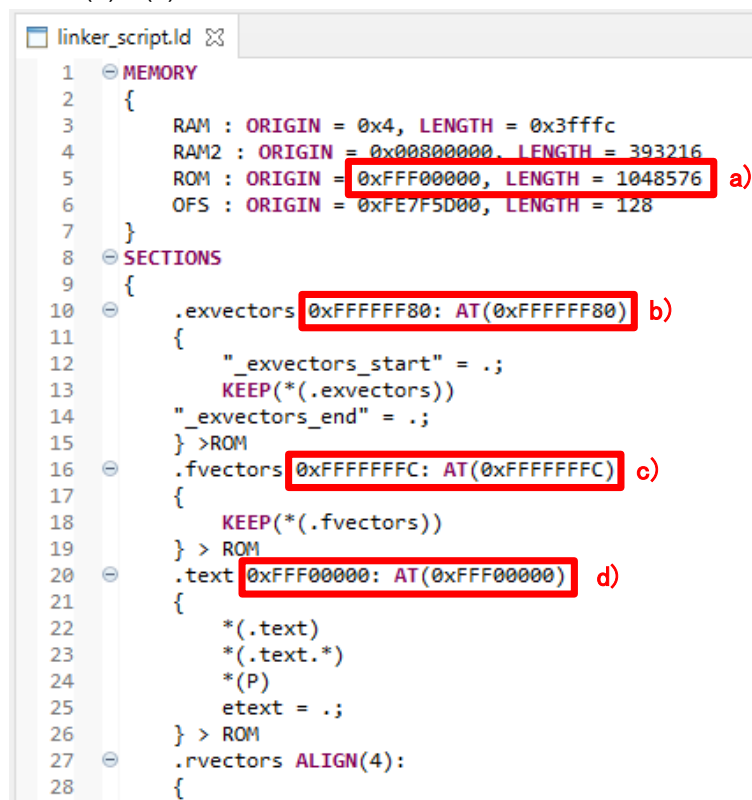 linker_script.ld
1 MEMORY
2 {
3 RAM : ORIGIN = 0x4, LENGTH = 0x3fffc
4 RAM2 : ORIGIN = 0x00800000, LENGTH = 393216
5 ROM : ORIGIN = 0xFFF00000, LENGTH = 1048576 a)
6 OFS : ORIGIN = 0xFE7F5D00, LENGTH = 128
7 }
8 SECTIONS
9 {
10 .exvectors 0xFFFFFF80: AT(0xFFFFFF80) b)
11 {
12 "_exvectors_start" = .;
13 KEEP(*(.exvectors))
14 "_exvectors_end" = .;
15 } >ROM
16 .fvectors 0xFFFFFFFC: AT(0xFFFFFFFC) c)
17 {
18 KEEP(*(.fvectors))
19 } > ROM
20 .text 0xFFF00000: AT(0xFFF00000) d)
21 {
22 *(.text)
23 *(.text.*)
24 *(P)
25 etext = .;
26 } > ROM
27 .rvectors ALIGN(4):
28 {